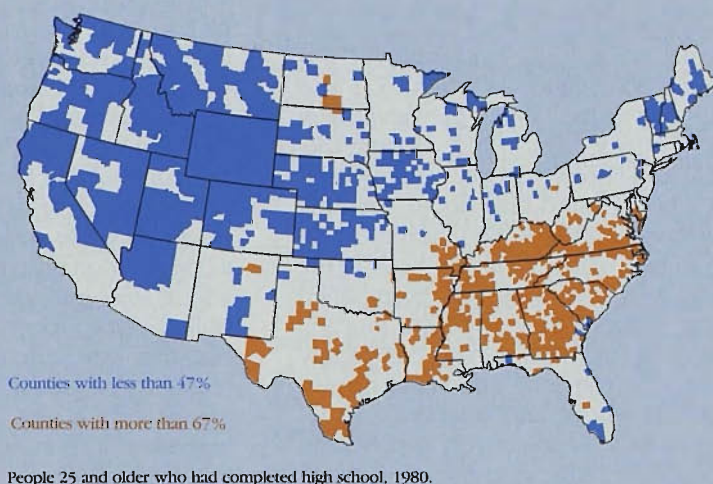 Counties with less than 47%
Counties with more than 67%
People 25 and older who had completed high school, 1980.